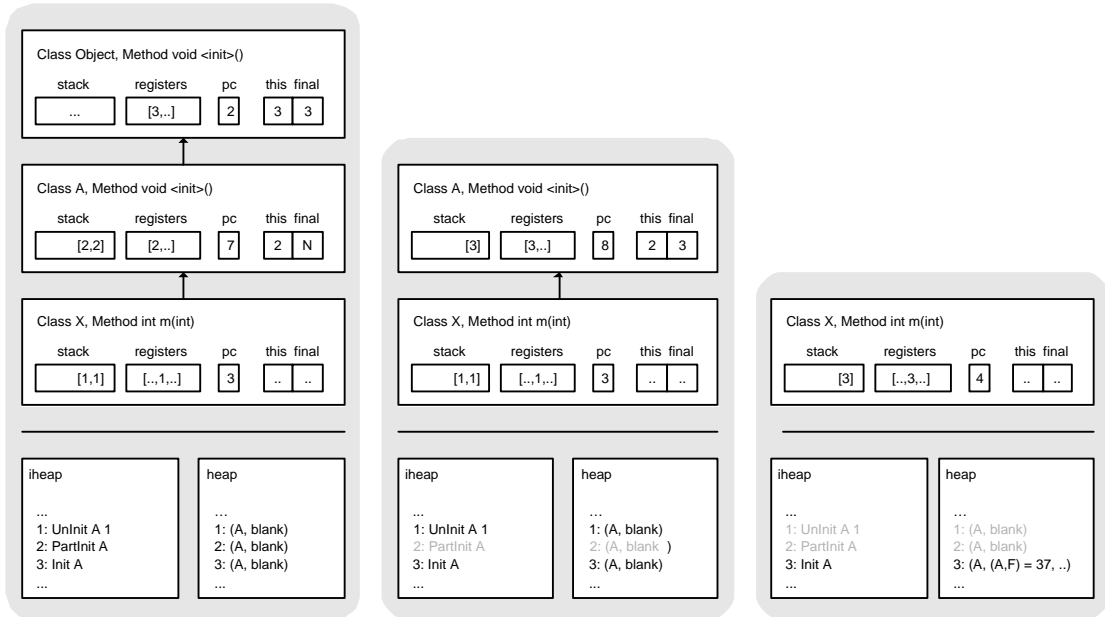 Class Object, Method void <init>()
stack registers pc this final
... [3,..] 2 3 3
Class A, Method void <init>()
stack registers pc this final
[2,2] [2,..] 7 2 N
Class X, Method int m(int)
stack registers pc this final
[1,1] [..,1,..] 3 .. ..
iheap
...
1: UnInit A 1
2: PartInit A
3: Init A
...
heap
...
1: (A, blank)
2: (A, blank)
3: (A, blank)
...
Class A, Method void <init>()
stack registers pc this final
[3] [3,..] 8 2 3
Class X, Method int m(int)
stack registers pc this final
[1,1] [..,1,..] 3 .. ..
iheap
...
1: UnInit A 1
2: PartInit A
3: Init A
...
heap
...
1: (A, blank)
2: (A, blank )
3: (A, blank)
...
Class X, Method int m(int)
stack registers pc this final
[3] [..,3,..] 4 .. ..
iheap
...
1: UnInit A 1
2: PartInit A
3: Init A
...
heap
...
1: (A, blank)
2: (A, blank)
3: (A, (A,F) = 37, ..)
...